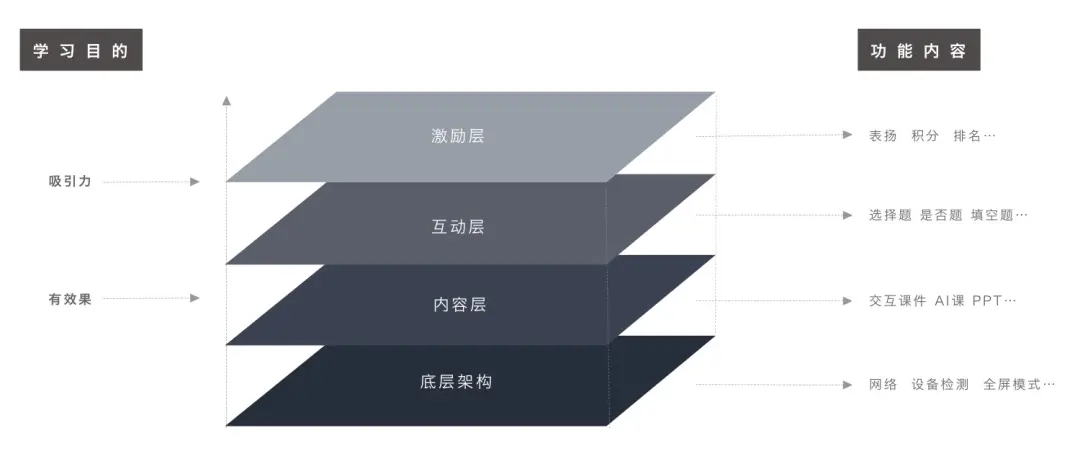 学习目的
功能内容
激励层
表扬 积分 排名…
吸引力
互动层
选择题 是否题 填空题…
有效果
内容层
交互课件 AI课 PPT…
底层架构
网络 设备检测 全屏模式…